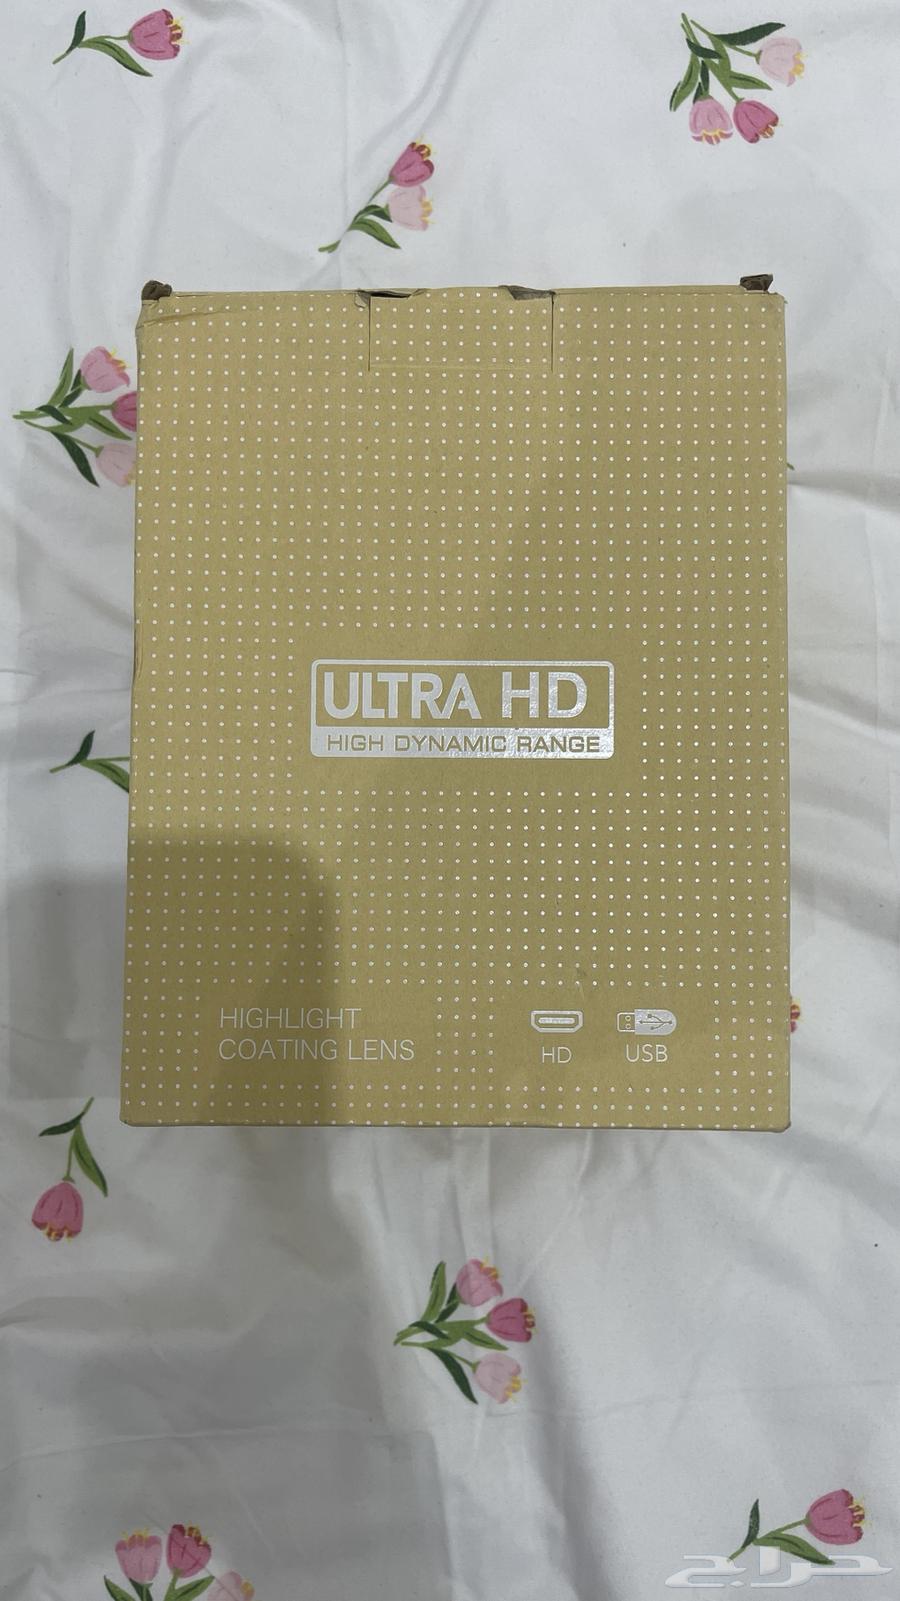 ULTRA HD
HIGH DYNAMIC RANGE
HIGHLIGHT
COATING LENS
HD
USB
حراج